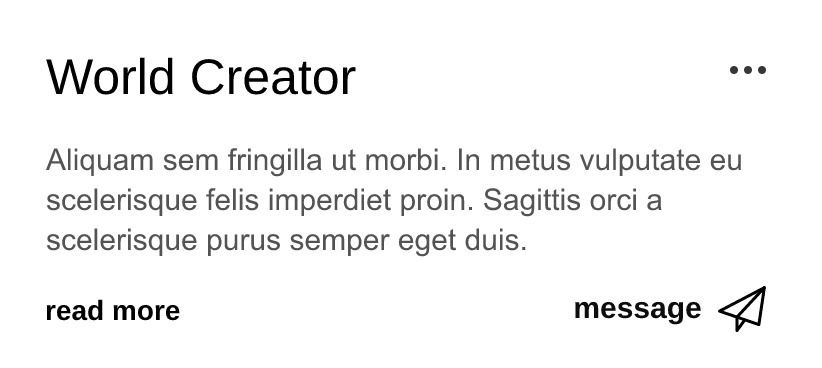 World Creator
Aliquam sem fringilla ut morbi. In metus vulputate eu
scelerisque felis imperdiet proin. Sagittis orci a
scelerisque purus semper eget duis.
read more
message